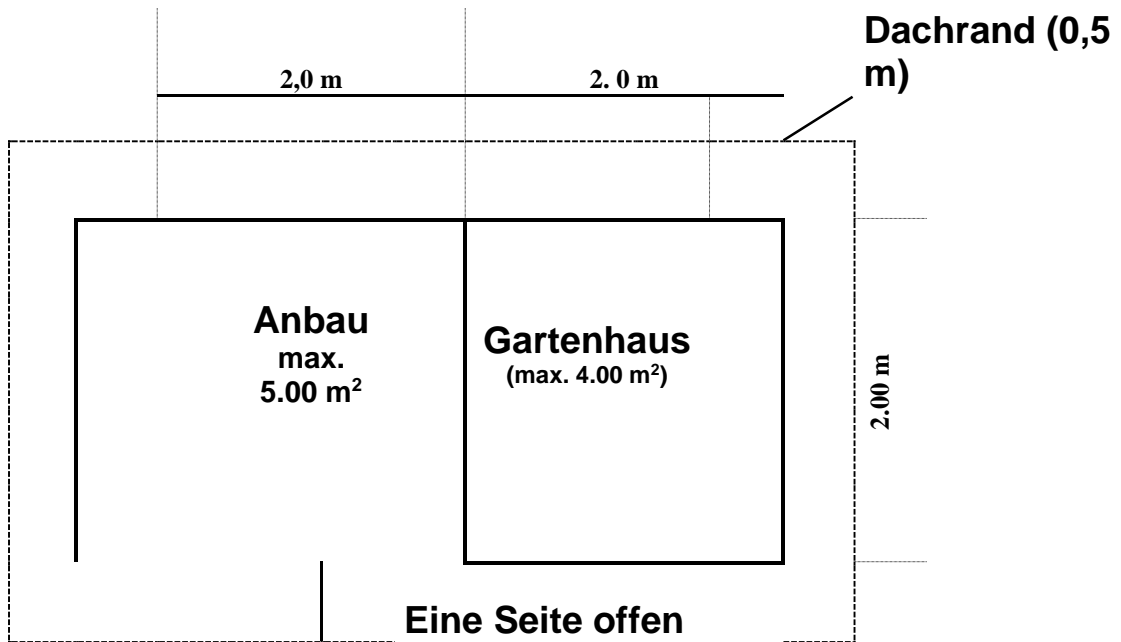 Dachrand (0,5
m)
2,0 m
2. 0 m
Anbau
max.
5.00 m²
Gartenhaus
(max. 4.00 m²)
2.00 m
Eine Seite offen